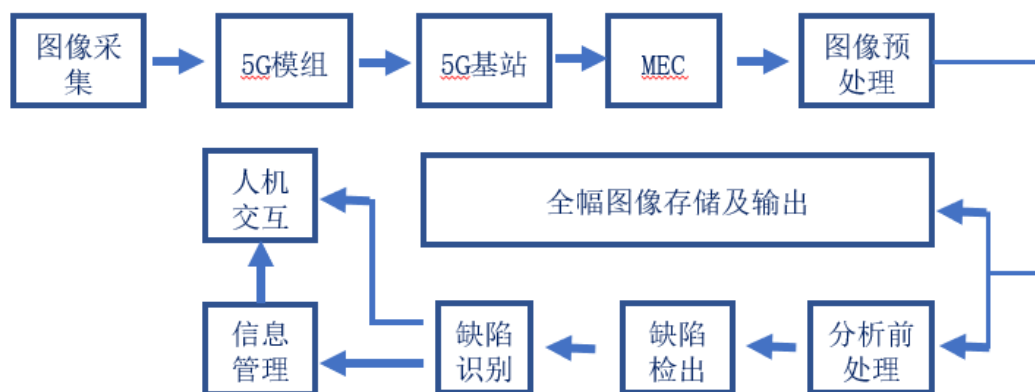 图像采
集
5G模组
5G基站
MEC
图像预
处理
人机
交互
全幅图像存储及输出
信息
管理
缺陷
识别
缺陷
检出
分析前
处理